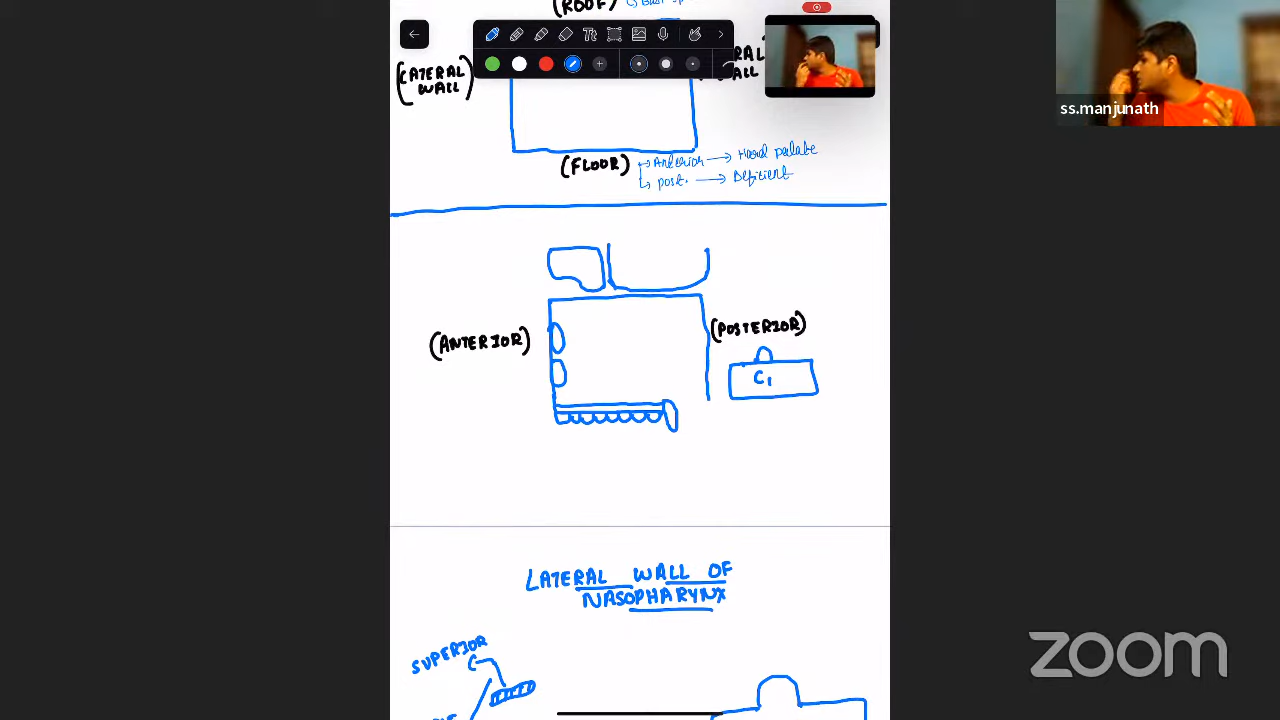 (ROOF)
(LATERAL
WALL)
ss.manjunath
Tt
(FLOOR) Anterior → Hard palate
post. → Deficient
(ANTERIOR)
(POSTERIOR)
C1
LATERAL WALL OF
NASOPHARYNX
SUPERIOR
zoom